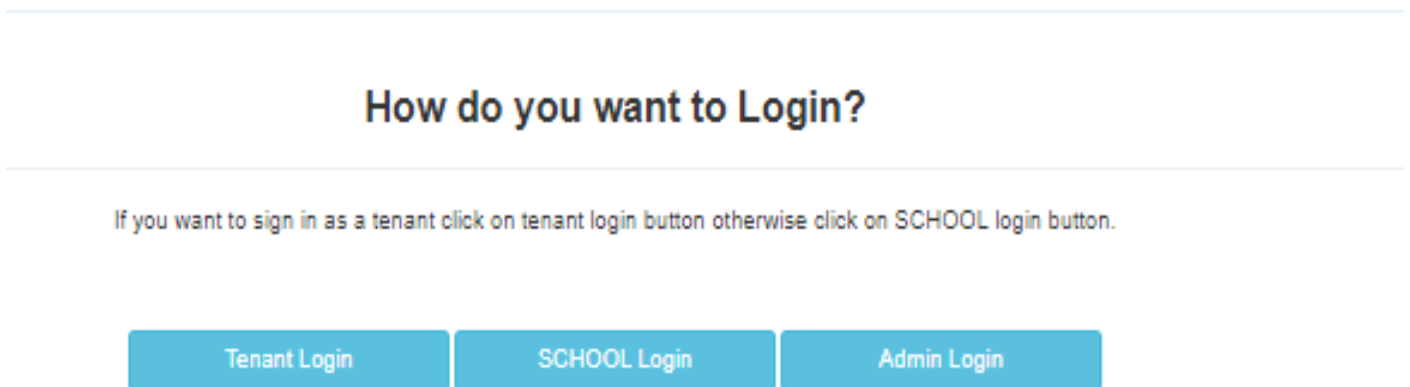 How do you want to Login?
If you want to sign in as a tenant click on tenant login button otherwise click on SCHOOL login button.
Tenant Login SCHOOL Login Admin Login